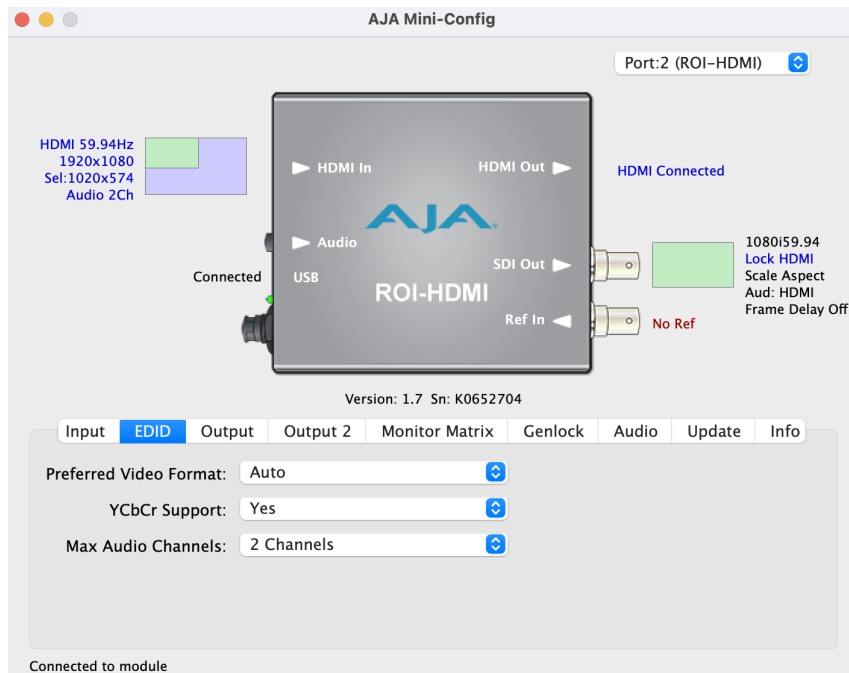 AJA Mini-Config
Port:2 (ROI-HDMI)
HDMI 59.94Hz
1920x1080
Sel:1020x574
Audio 2Ch
HDMI In
HDMI Out
HDMI Connected
AJA
Audio
Connected
USB
SDI Out
ROI-HDMI
Ref In
No Ref
1080i59.94
Lock HDMI
Scale Aspect
Aud: HDMI
Frame Delay Off
Version: 1.7 Sn: K0652704
Input EDID Output Output 2 Monitor Matrix Genlock Audio Update Info
Preferred Video Format: Auto
YCbCr Support: Yes
Max Audio Channels: 2 Channels
Connected to module